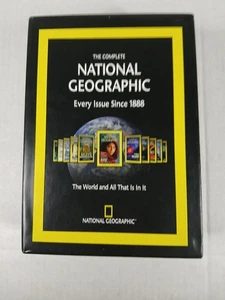 THE COMPLETE
NATIONAL
GEOGRAPHIC
Every Issue Since 1888
The World and All That Is In It
NATIONAL GEOGRAPHIC